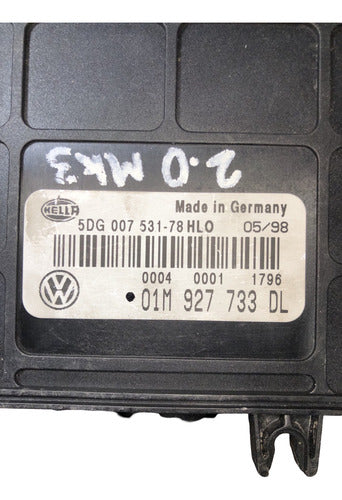 2.0 MK3
HELLA
Made in Germany
5DG 007 531-78 HLO 05/98
0004 0001 1796
VW
01M 927 733 DL